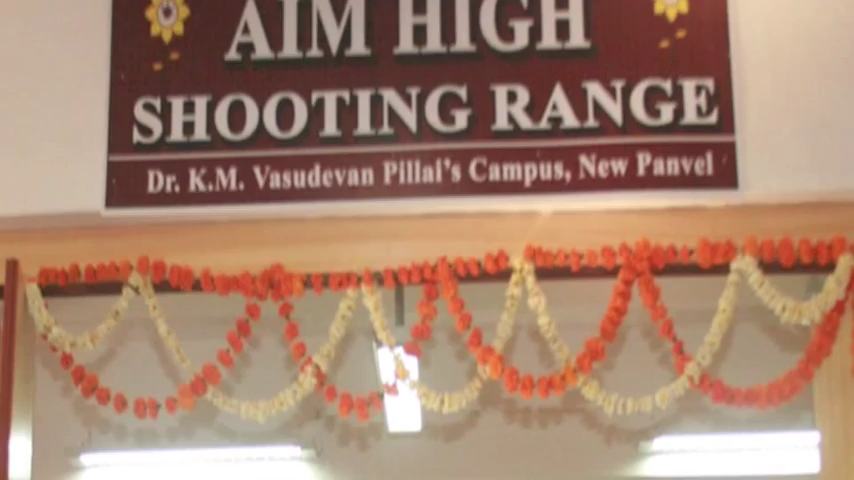 AIM HIGH
SHOOTING RANGE
Dr. K.M. Vasudevan Pillai's Campus, New Panvel